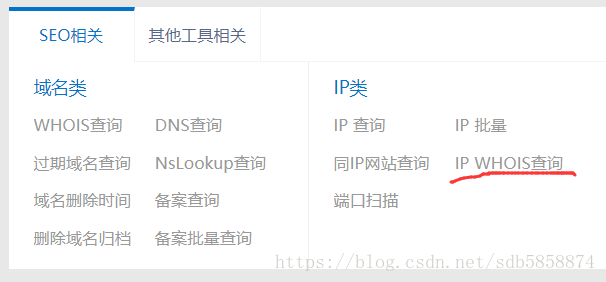 SEO相关 其他工具相关
域名类 IP类
WHOIS查询 DNS查询 IP 查询 IP 批量
过期域名查询 NsLookup查询 同IP网站查询 IP WHOIS查询
域名删除时间 备案查询 端口扫描
删除域名归档 备案批量查询
https://blog.csdn.net/sdb5858874